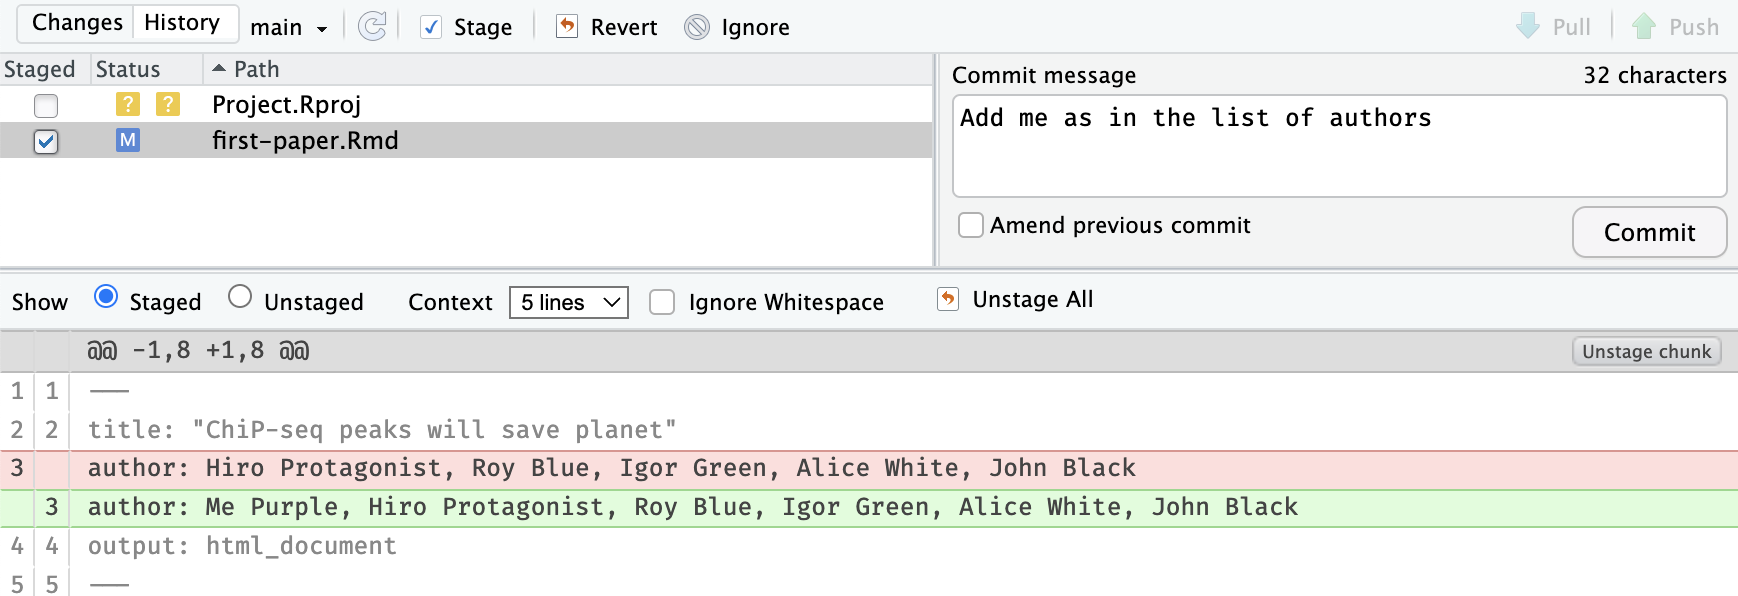 Changes History main Stage Revert Ignore Pull Push
Staged Status Path
? ? Project.Rproj
M first-paper.Rmd
Commit message 32 characters
Add me as in the list of authors
Amend previous commit
Commit
Show Staged Unstaged Context 5 lines Ignore Whitespace Unstage All
@@ -1,8 +1,8 @@ Unstage chunk
1 1 ---
2 2 title: "ChiP-seq peaks will save planet"
3 author: Hiro Protagonist, Roy Blue, Igor Green, Alice White, John Black
3 author: Me Purple, Hiro Protagonist, Roy Blue, Igor Green, Alice White, John Black
4 4 output: html_document
5 5 ---